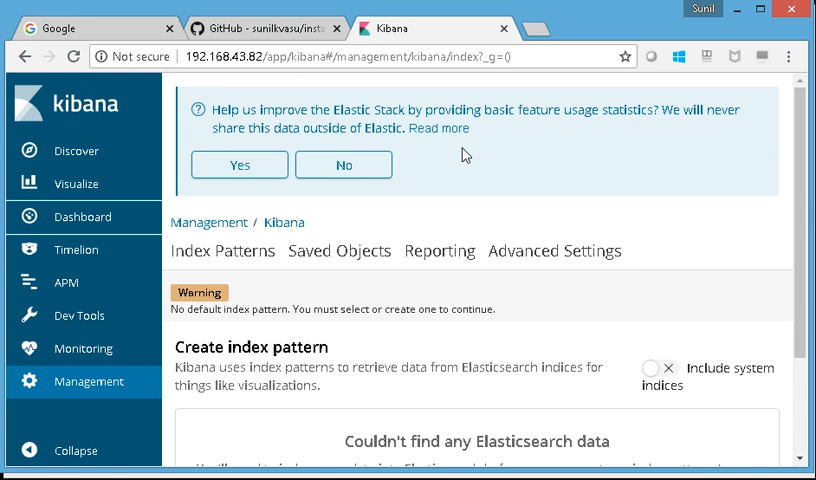 Sunil
Google
GitHub - sunilkvasu/insta
Kibana
Not secure
192.168.43.82/app/kibana#/management/kibana/index?_g=()
kibana
Discover
Visualize
Dashboard
Timelion
APM
Dev Tools
Monitoring
Management
Collapse
Help us improve the Elastic Stack by providing basic feature usage statistics? We will never
share this data outside of Elastic. Read more
Yes
No
Management / Kibana
Index Patterns Saved Objects Reporting Advanced Settings
Warning
No default index pattern. You must select or create one to continue.
Create index pattern
Kibana uses index patterns to retrieve data from Elasticsearch indices for
things like visualizations.
Include system
indices
Couldn't find any Elasticsearch data